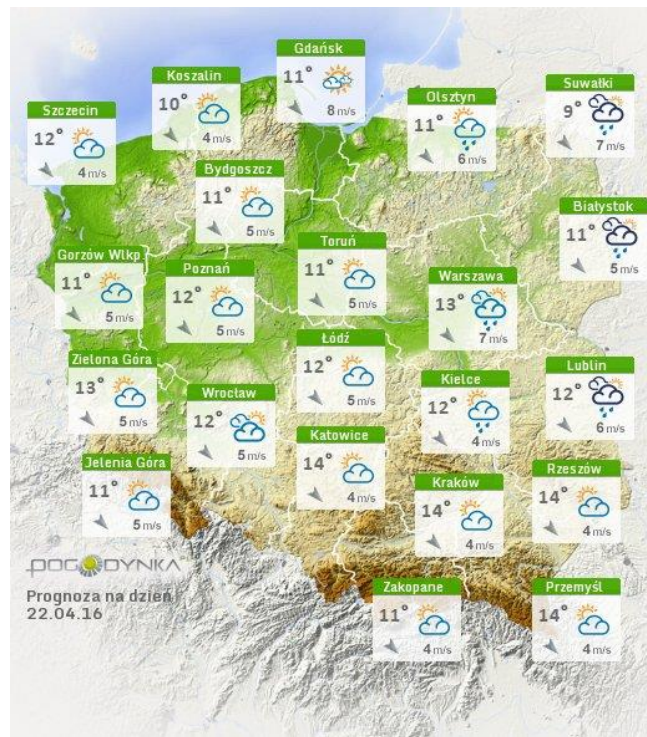 Gdańsk
11°
8 m/s
Koszalin
10°
4 m/s
Szczecin
12°
4 m/s
Olsztyn
11°
6 m/s
Suwałki
9°
7 m/s
Bydgoszcz
11°
5 m/s
Białystok
11°
5 m/s
Toruń
11°
5 m/s
Gorzów Wlkp.
11°
5 m/s
Poznań
12°
5 m/s
Warszawa
13°
7 m/s
Łódź
12°
5 m/s
Zielona Góra
13°
5 m/s
Wrocław
12°
5 m/s
Kielce
12°
4 m/s
Lublin
12°
6 m/s
Katowice
14°
4 m/s
Jelenia Góra
11°
5 m/s
Kraków
14°
4 m/s
Rzeszów
14°
4 m/s
POGODYNKA
Prognoza na dzień
22.04.16
Zakopane
11°
4 m/s
Przemyśl
14°
4 m/s